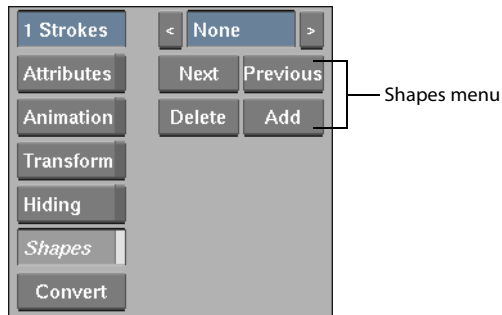 1 Strokes < None >
Attributes Next Previous
Animation Delete Add
Transform
Hiding
Shapes
Convert
Shapes menu